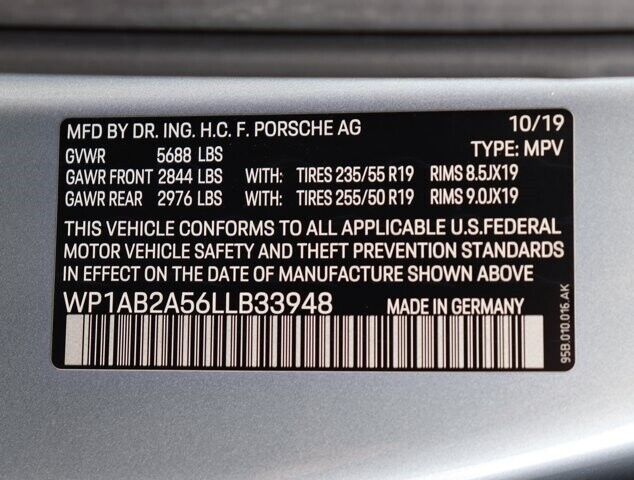 MFD BY DR. ING. H.C. F. PORSCHE AG 10/19
GVWR 5688 LBS TYPE: MPV
GAWR FRONT 2844 LBS WITH: TIRES 235/55 R19 RIMS 8.5JX19
GAWR REAR 2976 LBS WITH: TIRES 255/50 R19 RIMS 9.0JX19
THIS VEHICLE CONFORMS TO ALL APPLICABLE U.S.FEDERAL
MOTOR VEHICLE SAFETY AND THEFT PREVENTION STANDARDS
IN EFFECT ON THE DATE OF MANUFACTURE SHOWN ABOVE.
WP1AB2A56LLB33948 MADE IN GERMANY
95B.010.016.AK